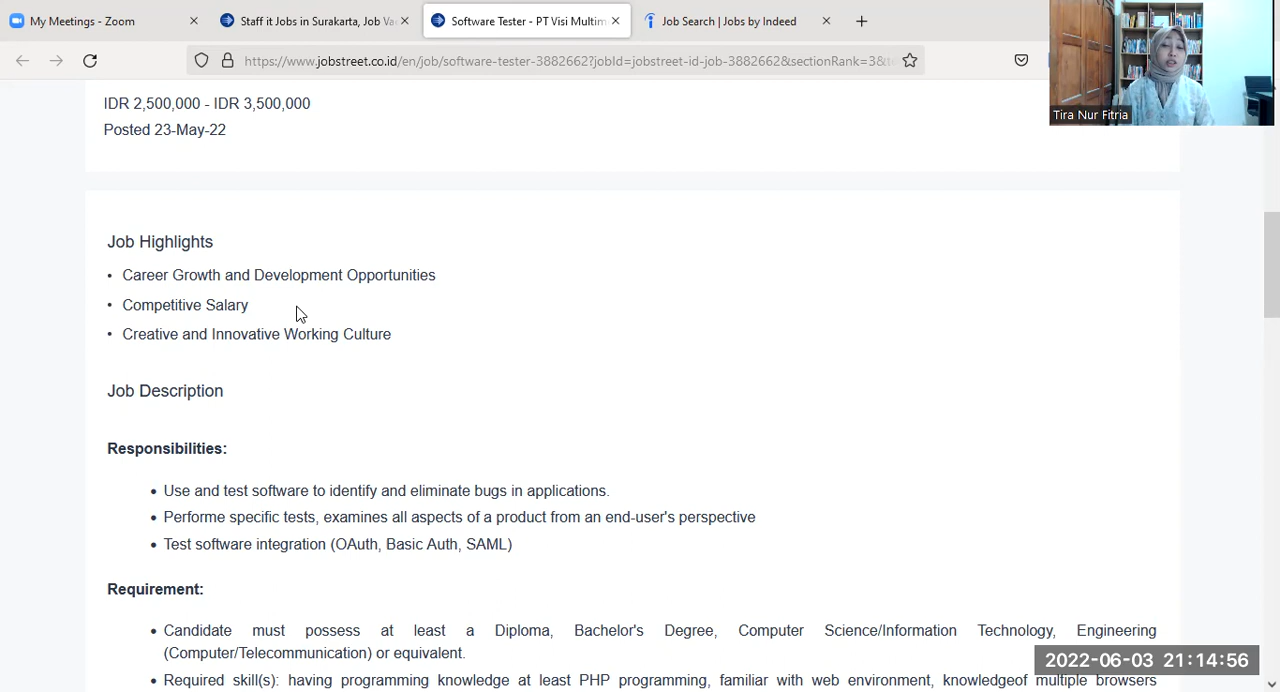 My Meetings - Zoom
Staff it Jobs in Surakarta, Job Va
Software Tester - PT Visi Multim
Job Search | Jobs by Indeed
https://www.jobstreet.co.id/en/job/software-tester-3882662?jobId=jobstreet-id-job-3882662&sectionRank=3&t
IDR 2,500,000 - IDR 3,500,000
Posted 23-May-22
Tira Nur Fitria
Job Highlights
• Career Growth and Development Opportunities
• Competitive Salary
• Creative and Innovative Working Culture
Job Description
Responsibilities:
• Use and test software to identify and eliminate bugs in applications.
• Performe specific tests, examines all aspects of a product from an end-user's perspective
• Test software integration (OAuth, Basic Auth, SAML)
Requirement:
• Candidate must possess at least a Diploma, Bachelor's Degree, Computer Science/Information Technology, Engineering
(Computer/Telecommunication) or equivalent.
• Required skill(s): having programming knowledge at least PHP programming, familiar with web environment, knowledgeof multiple browsers
2022-06-03 21:14:56